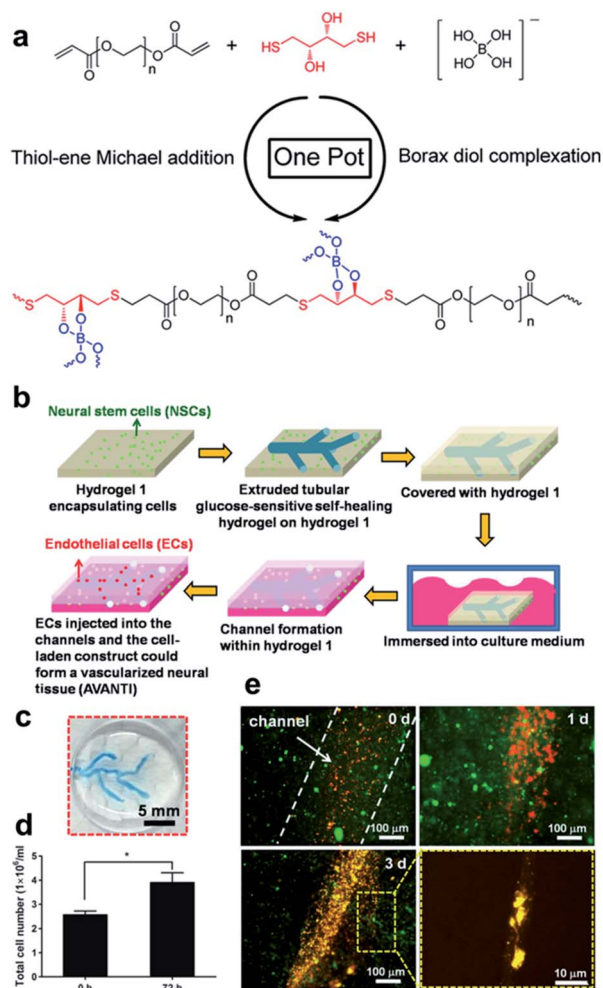 a
O
O
n
O
O
+
HS
OH
SH
OH
+
HO
OH
B
HO
OH
−
Thiol-ene Michael addition
One Pot
Borax diol complexation
O
O
B
O
O
S
S
O
O
n
O
O
S
S
O
O
n
O
O
O
O
B
O
O
b
Neural stem cells (NSCs)
Hydrogel 1
encapsulating cells
Extruded tubular
glucose-sensitive self-healing
hydrogel on hydrogel 1
Covered with hydrogel 1
Endothelial cells (ECs)
ECs injected into the
channels and the cell-
laden construct could
form a vascularized neural
tissue (AVANTI)
Channel formation
within hydrogel 1
Immersed into culture medium
c
5 mm
d
Total cell number (1×10⁶/ml)
5
4
3
2
1
0
*
0 h
72 h
e
channel
0 d
100 μm
1 d
100 μm
3 d
100 μm
10 μm